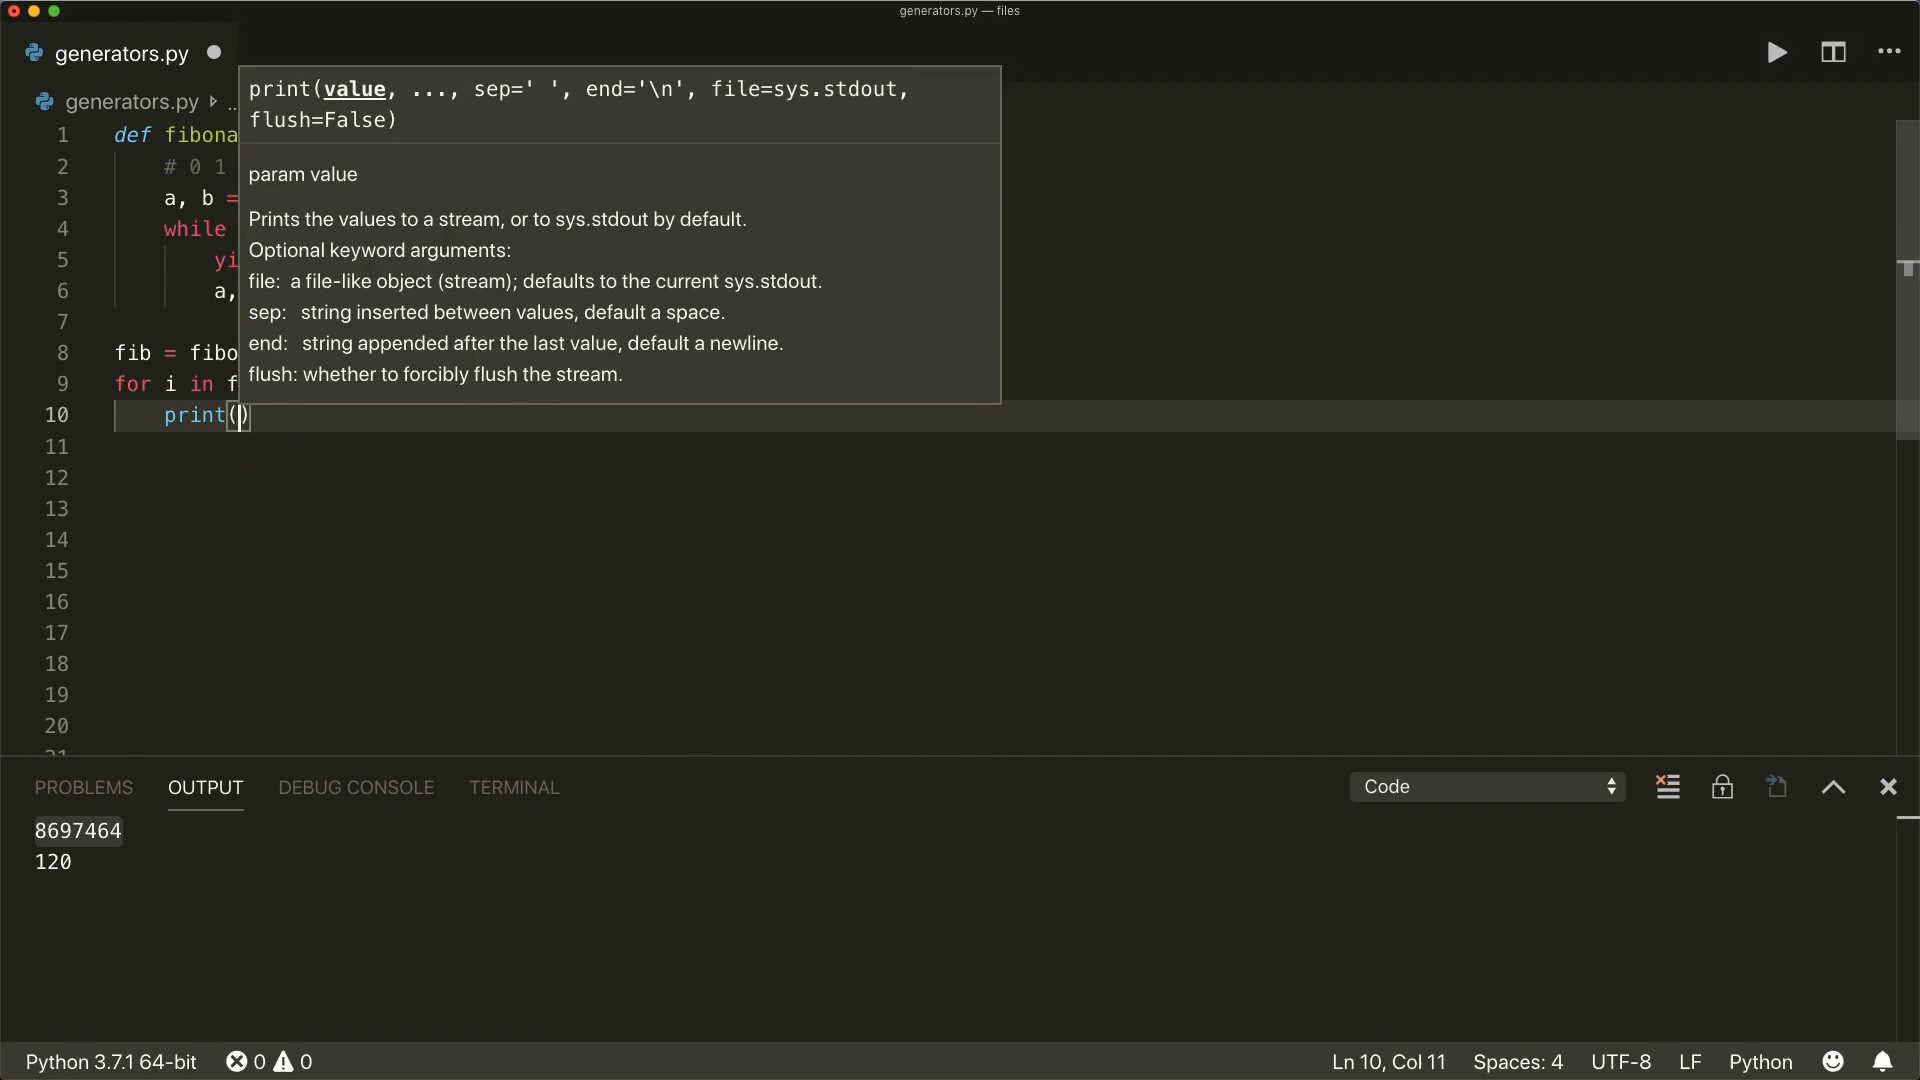 generators.py — files
generators.py
generators.py ..
print(value, ..., sep=' ', end='\n', file=sys.stdout,
flush=False)
param value
Prints the values to a stream, or to sys.stdout by default.
Optional keyword arguments:
file: a file-like object (stream); defaults to the current sys.stdout.
sep: string inserted between values, default a space.
end: string appended after the last value, default a newline.
flush: whether to forcibly flush the stream.
1 def fibona
2 # 0 1
3 a, b =
4 while
5 yi
6 a,
7
8 fib = fibo
9 for i in f
10 print()
11
12
13
14
15
16
17
18
19
20
21
PROBLEMS OUTPUT DEBUG CONSOLE TERMINAL Code
8697464
120
Python 3.7.1 64-bit 0 0 Ln 10, Col 11 Spaces: 4 UTF-8 LF Python